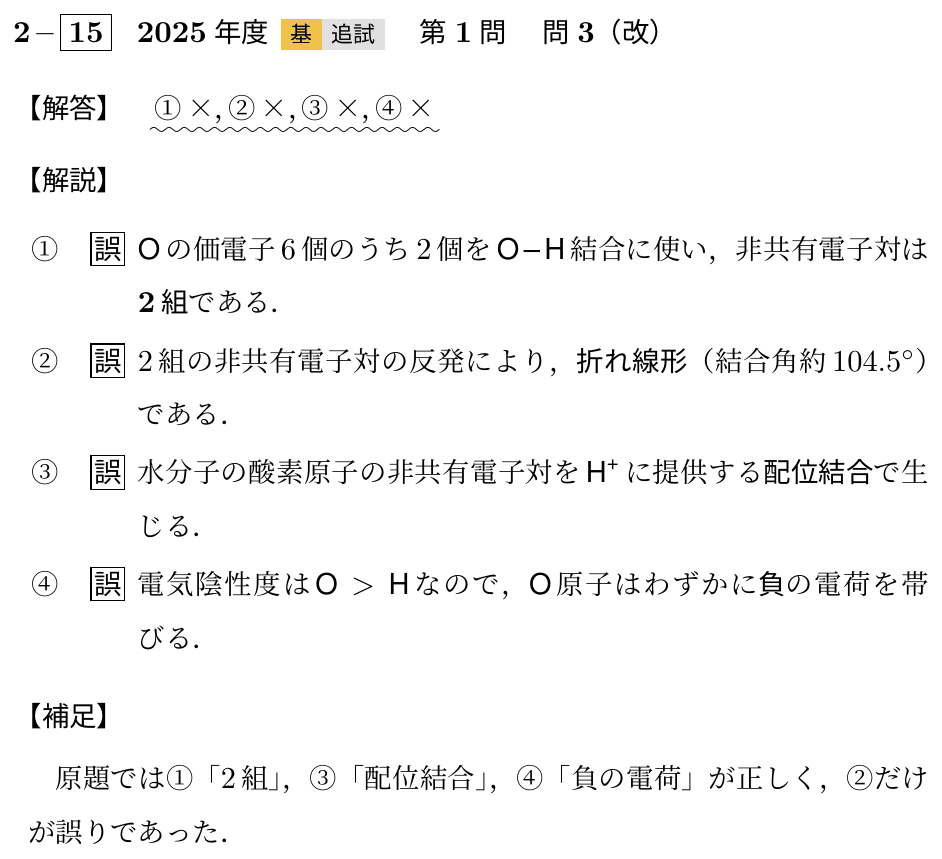 2−15 2025 年度 基 追試 第 1 問 問 3（改）
【解答】 ① ×, ② ×, ③ ×, ④ ×
【解説】
① 誤 O の価電子 6 個のうち 2 個を O−H 結合に使い，非共有電子対は
2 組である．
② 誤 2 組の非共有電子対の反発により，折れ線形（結合角約 104.5°）
である．
③ 誤 水分子の酸素原子の非共有電子対を H⁺ に提供する配位結合で生
じる．
④ 誤 電気陰性度は O > H なので，O 原子はわずかに負の電荷を帯
びる．
【補足】
原題では①「2 組」，③「配位結合」，④「負の電荷」が正しく，②だけ
が誤りであった．